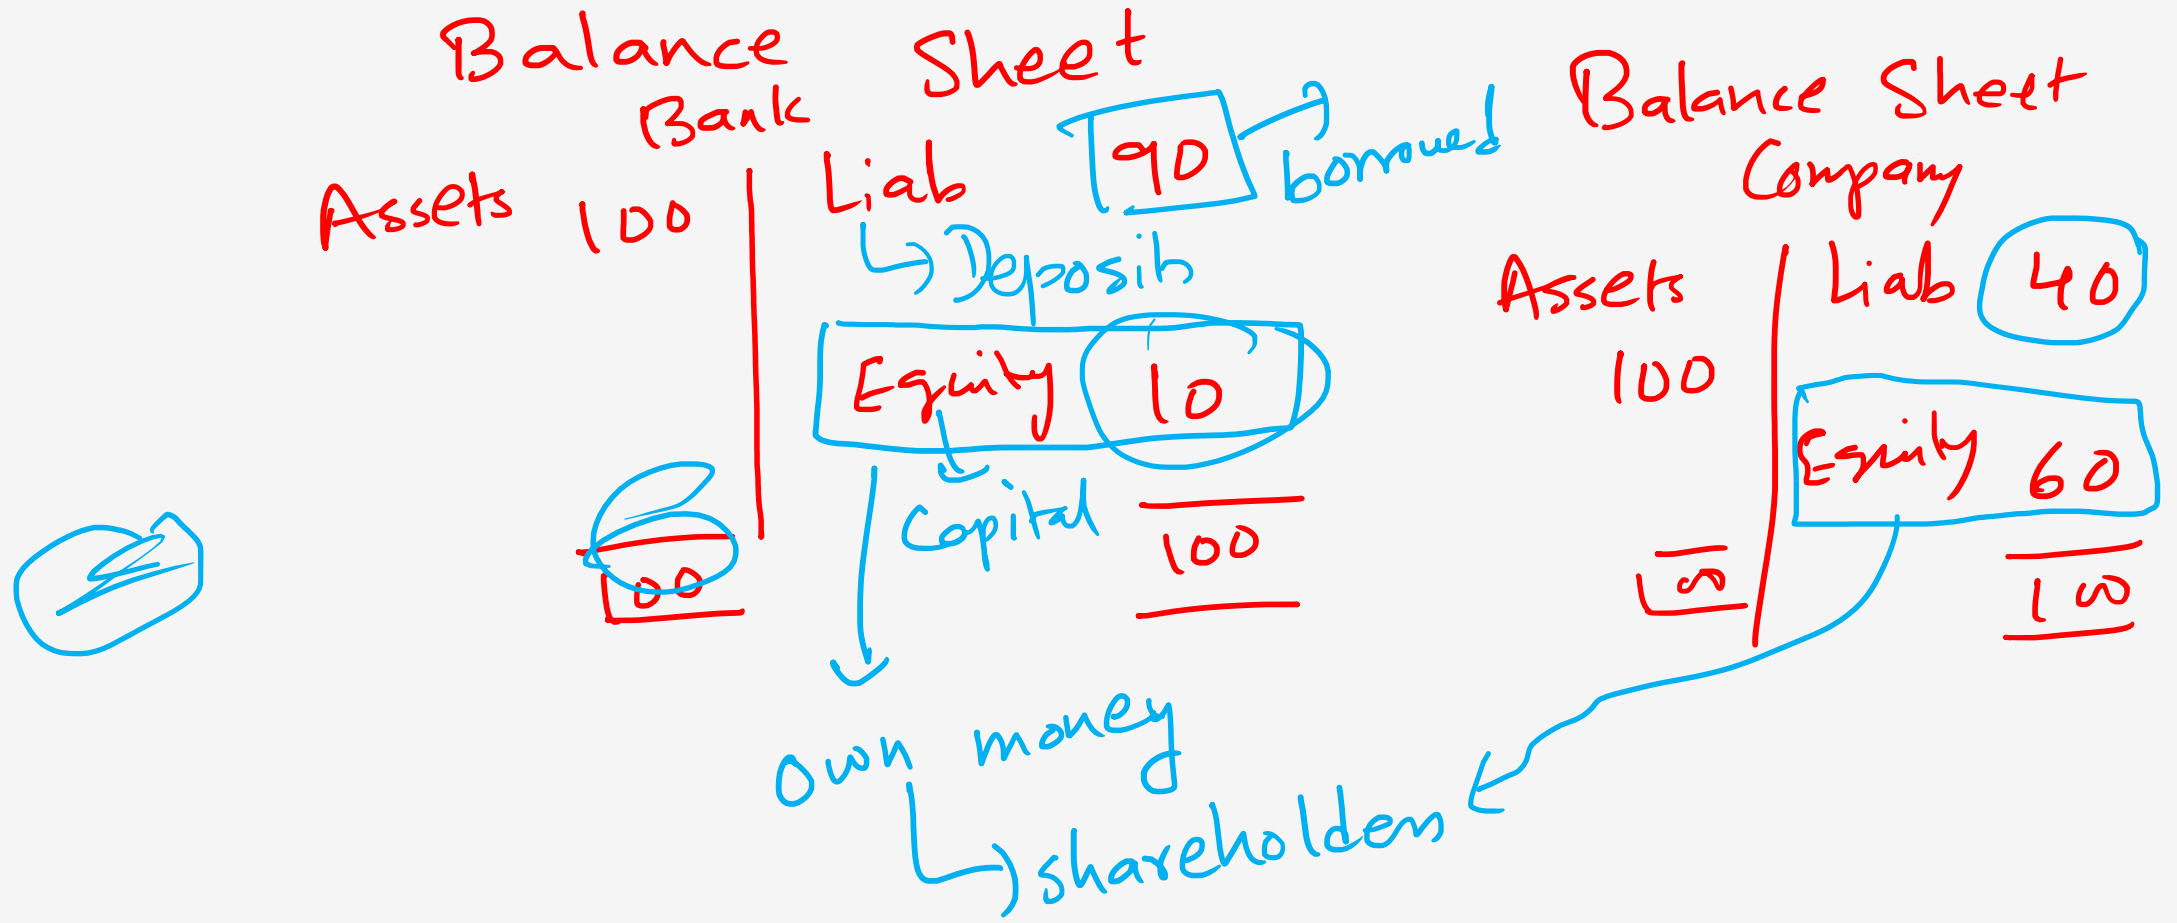 Balance Sheet
Bank
Assets 100
Liab 90
borrowed
Deposits
Equity 10
Capital
100
100
own money
shareholders
Balance Sheet
Company
Assets
100
Liab 40
Equity 60
100
100